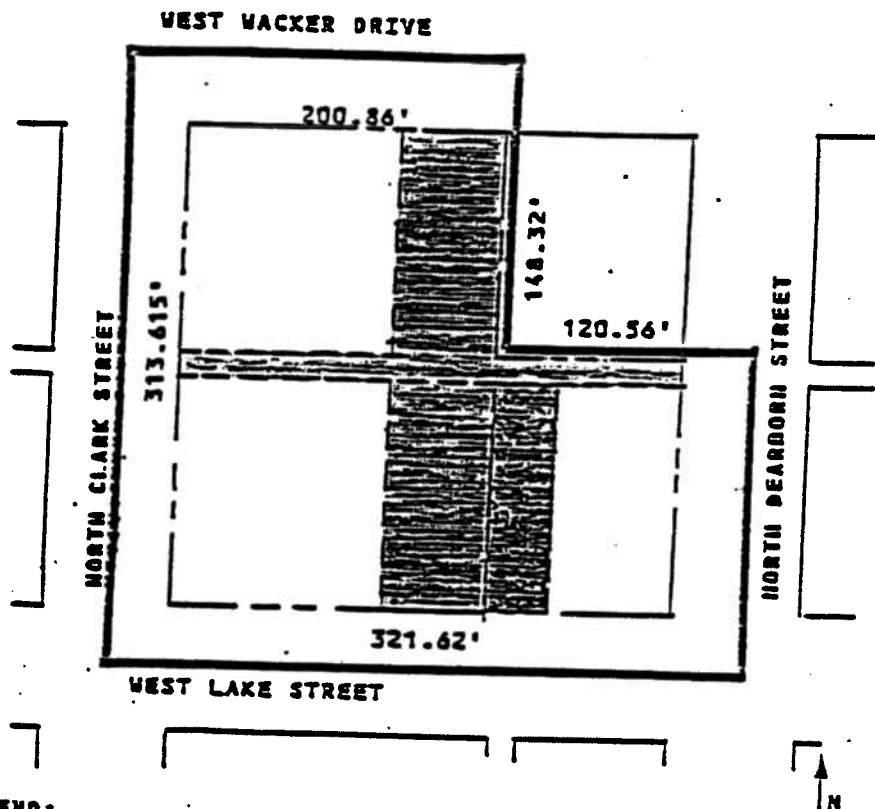 WEST WACKER DRIVE
200.86'
148.32'
120.56'
313.615'
NORTH CLARK STREET
NORTH DEARBORN STREET
321.62'
WEST LAKE STREET
N